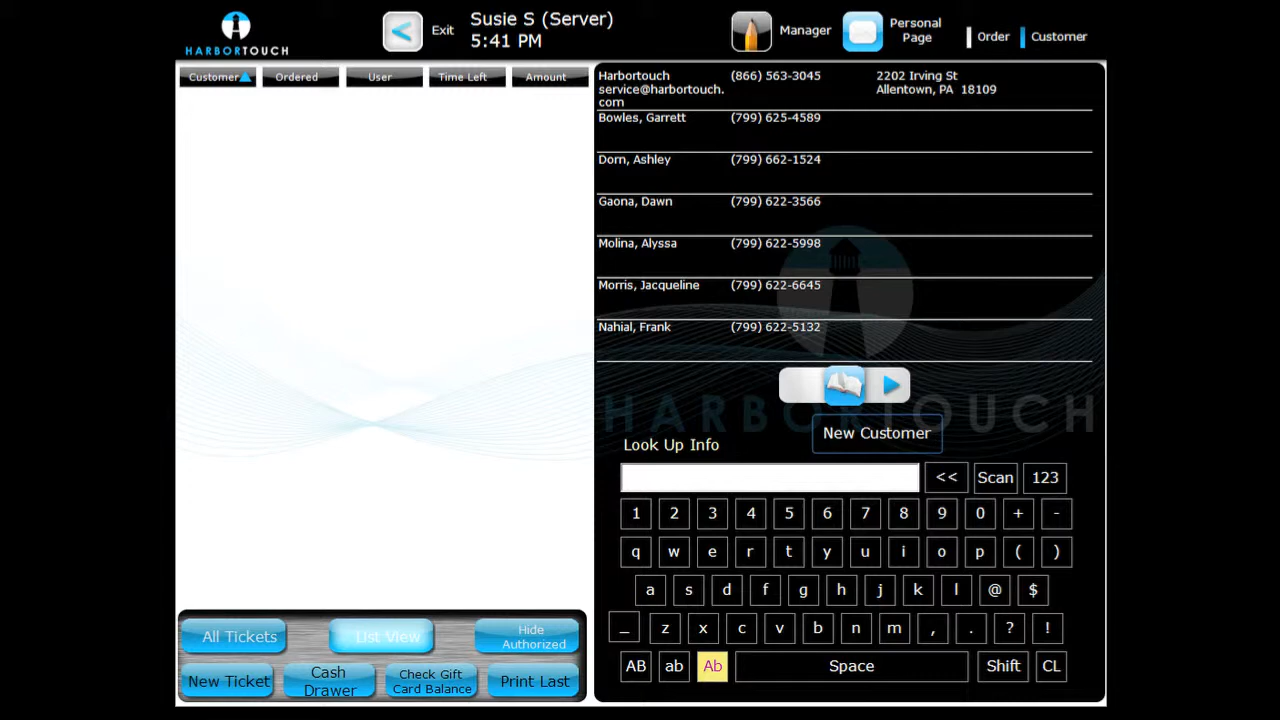 HARBORTOUCH
< Exit
Susie S (Server)
5:41 PM
Manager
Personal
Page
Order
Customer
Customer Ordered User Time Left Amount
Harbortouch (866) 563-3045 2202 Irving St
service@harbortouch. Allentown, PA 18109
com
Bowles, Garrett (799) 625-4589
Dorn, Ashley (799) 662-1524
Gaona, Dawn (799) 622-3566
Molina, Alyssa (799) 622-5998
Morris, Jacqueline (799) 622-6645
Nahial, Frank (799) 622-5132
HARBORTOUCH
New Customer
Look Up Info
<< Scan 123
1 2 3 4 5 6 7 8 9 0 + -
q w e r t y u i o p ( )
a s d f g h j k l @ $
_ z x c v b n m , . ? !
AB ab Ab Space Shift CL
All Tickets
List View
Hide
Authorized
New Ticket
Cash
Drawer
Check Gift
Card Balance
Print Last